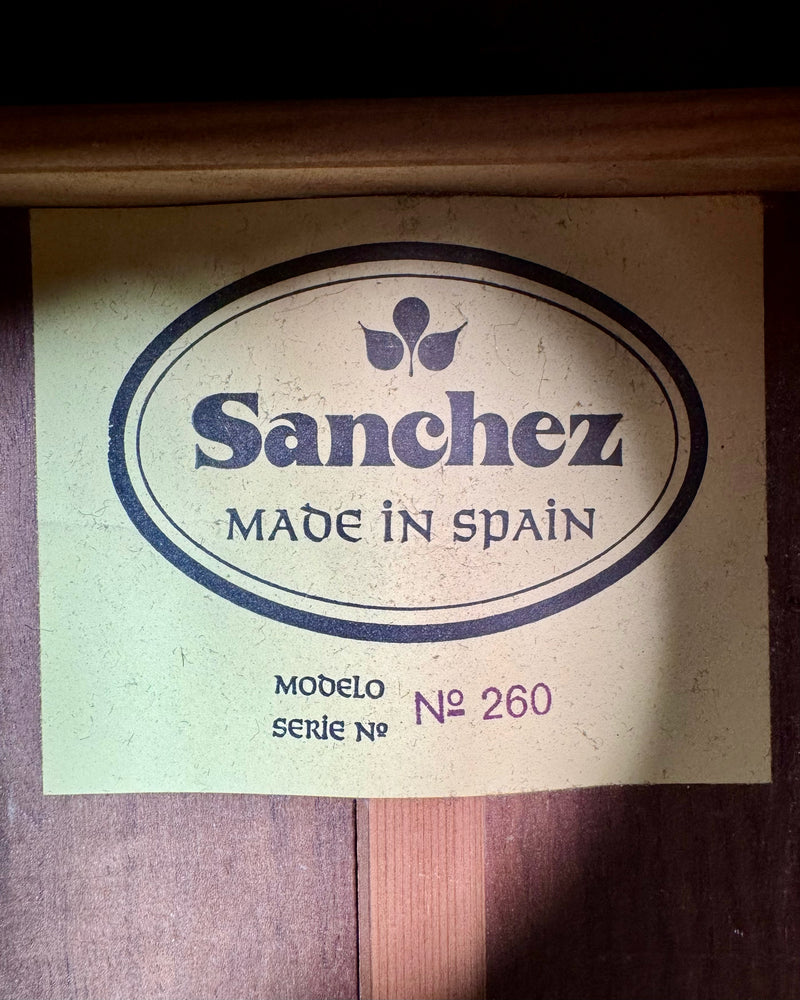 Sanchez
MADE IN SPAIN
MODELO
SERIE Nº
Nº 260